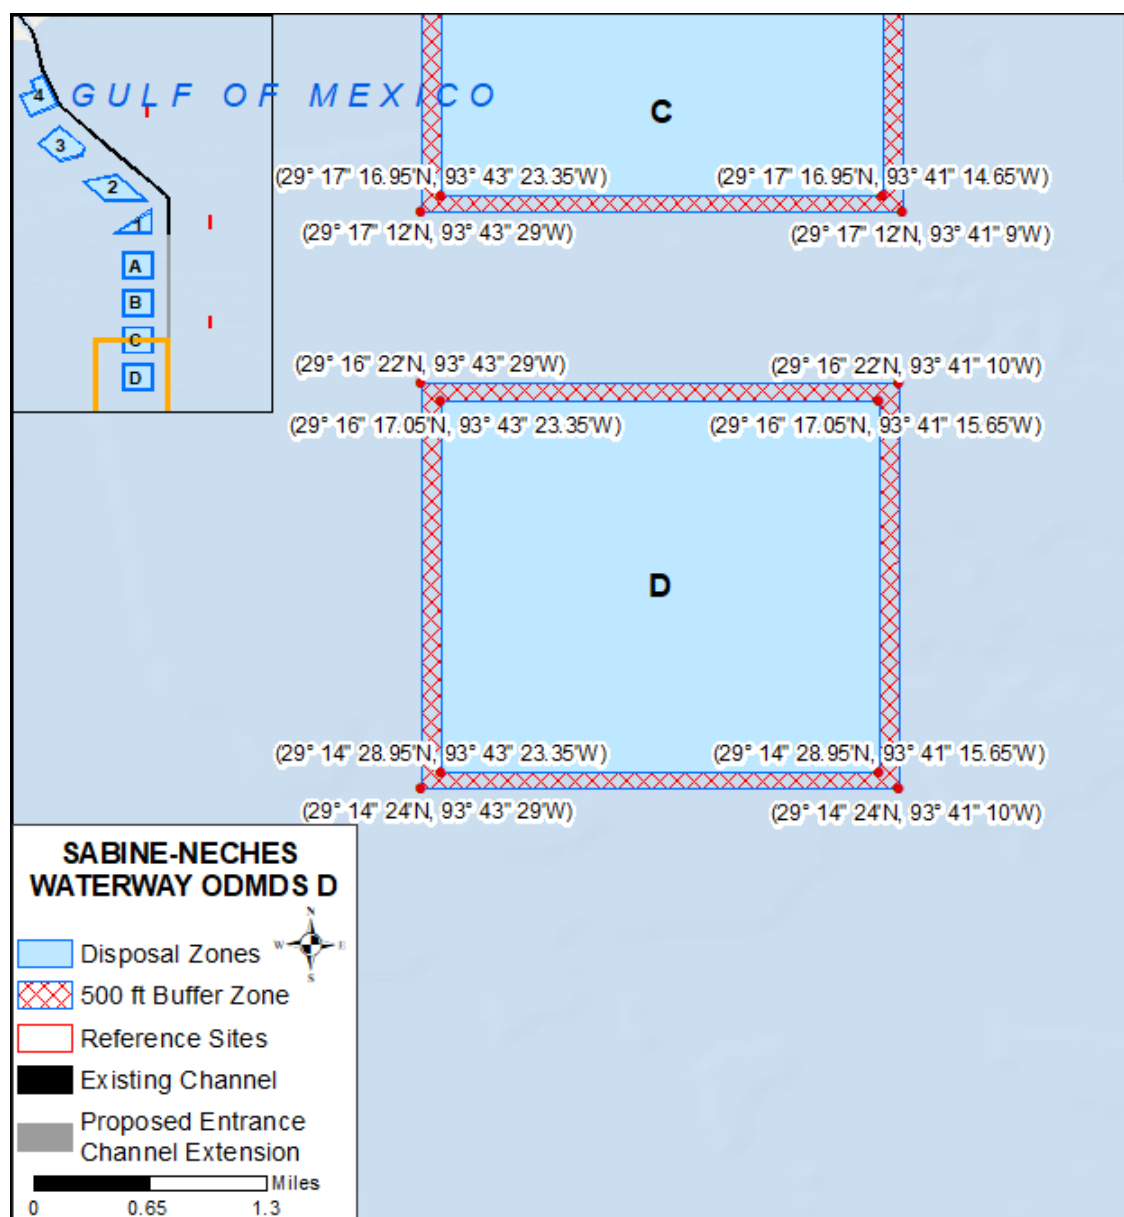 GULF OF MEXICO
4
3
2
1
A
B
C
D
C
(29° 17" 16.95'N, 93° 43" 23.35'W)
(29° 17" 16.95'N, 93° 41" 14.65'W)
(29° 17" 12'N, 93° 43" 29'W)
(29° 17" 12'N, 93° 41" 9'W)
(29° 16" 22'N, 93° 43" 29'W)
(29° 16" 22'N, 93° 41" 10'W)
(29° 16" 17.05'N, 93° 43" 23.35'W)
(29° 16" 17.05'N, 93° 41" 15.65'W)
D
(29° 14" 28.95'N, 93° 43" 23.35'W)
(29° 14" 28.95'N, 93° 41" 15.65'W)
(29° 14" 24'N, 93° 43" 29'W)
(29° 14" 24'N, 93° 41" 10'W)
SABINE-NECHES
WATERWAY ODMDS D
N
W E
S
Disposal Zones
500 ft Buffer Zone
Reference Sites
Existing Channel
Proposed Entrance
Channel Extension
Miles
0 0.65 1.3